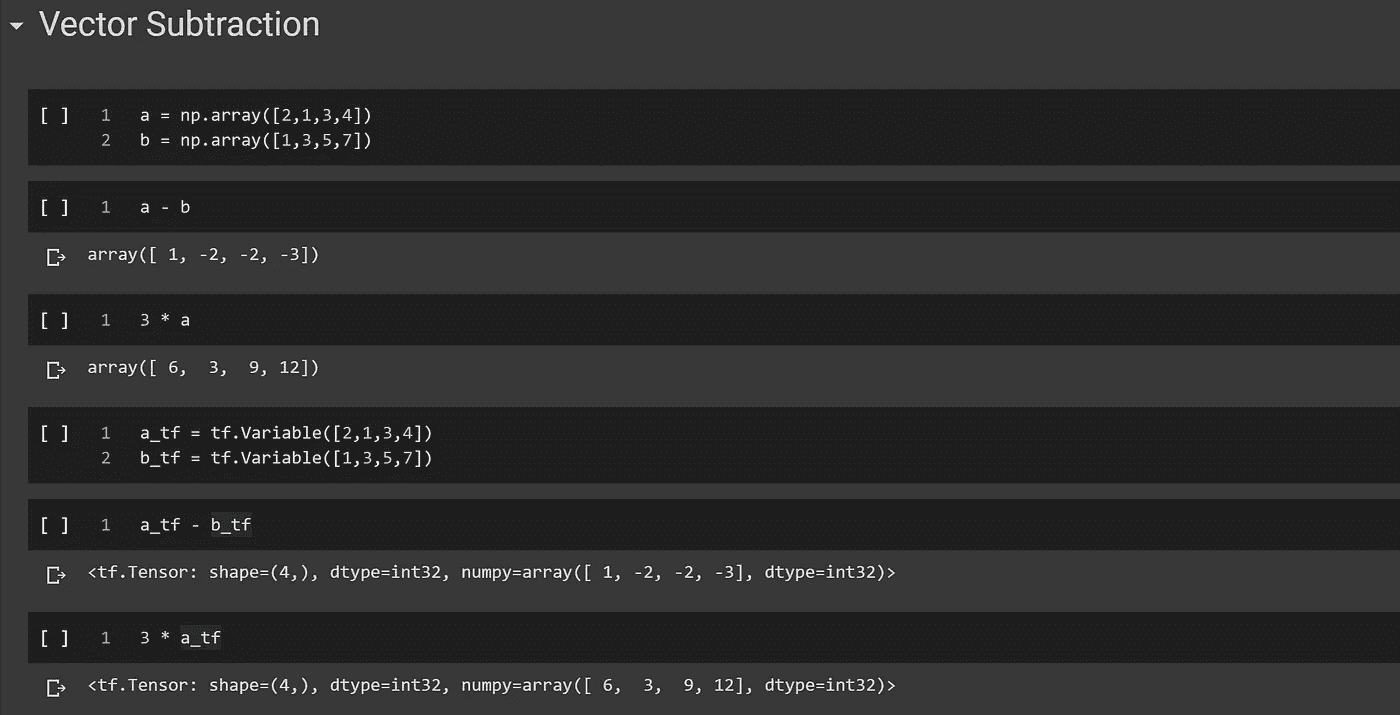 Vector Subtraction
[ ] 1 a = np.array([2,1,3,4])
2 b = np.array([1,3,5,7])
[ ] 1 a - b
array([ 1, -2, -2, -3])
[ ] 1 3 * a
array([ 6,  3,  9, 12])
[ ] 1 a_tf = tf.Variable([2,1,3,4])
2 b_tf = tf.Variable([1,3,5,7])
[ ] 1 a_tf - b_tf
<tf.Tensor: shape=(4,), dtype=int32, numpy=array([ 1, -2, -2, -3], dtype=int32)>
[ ] 1 3 * a_tf
<tf.Tensor: shape=(4,), dtype=int32, numpy=array([ 6,  3,  9, 12], dtype=int32)>